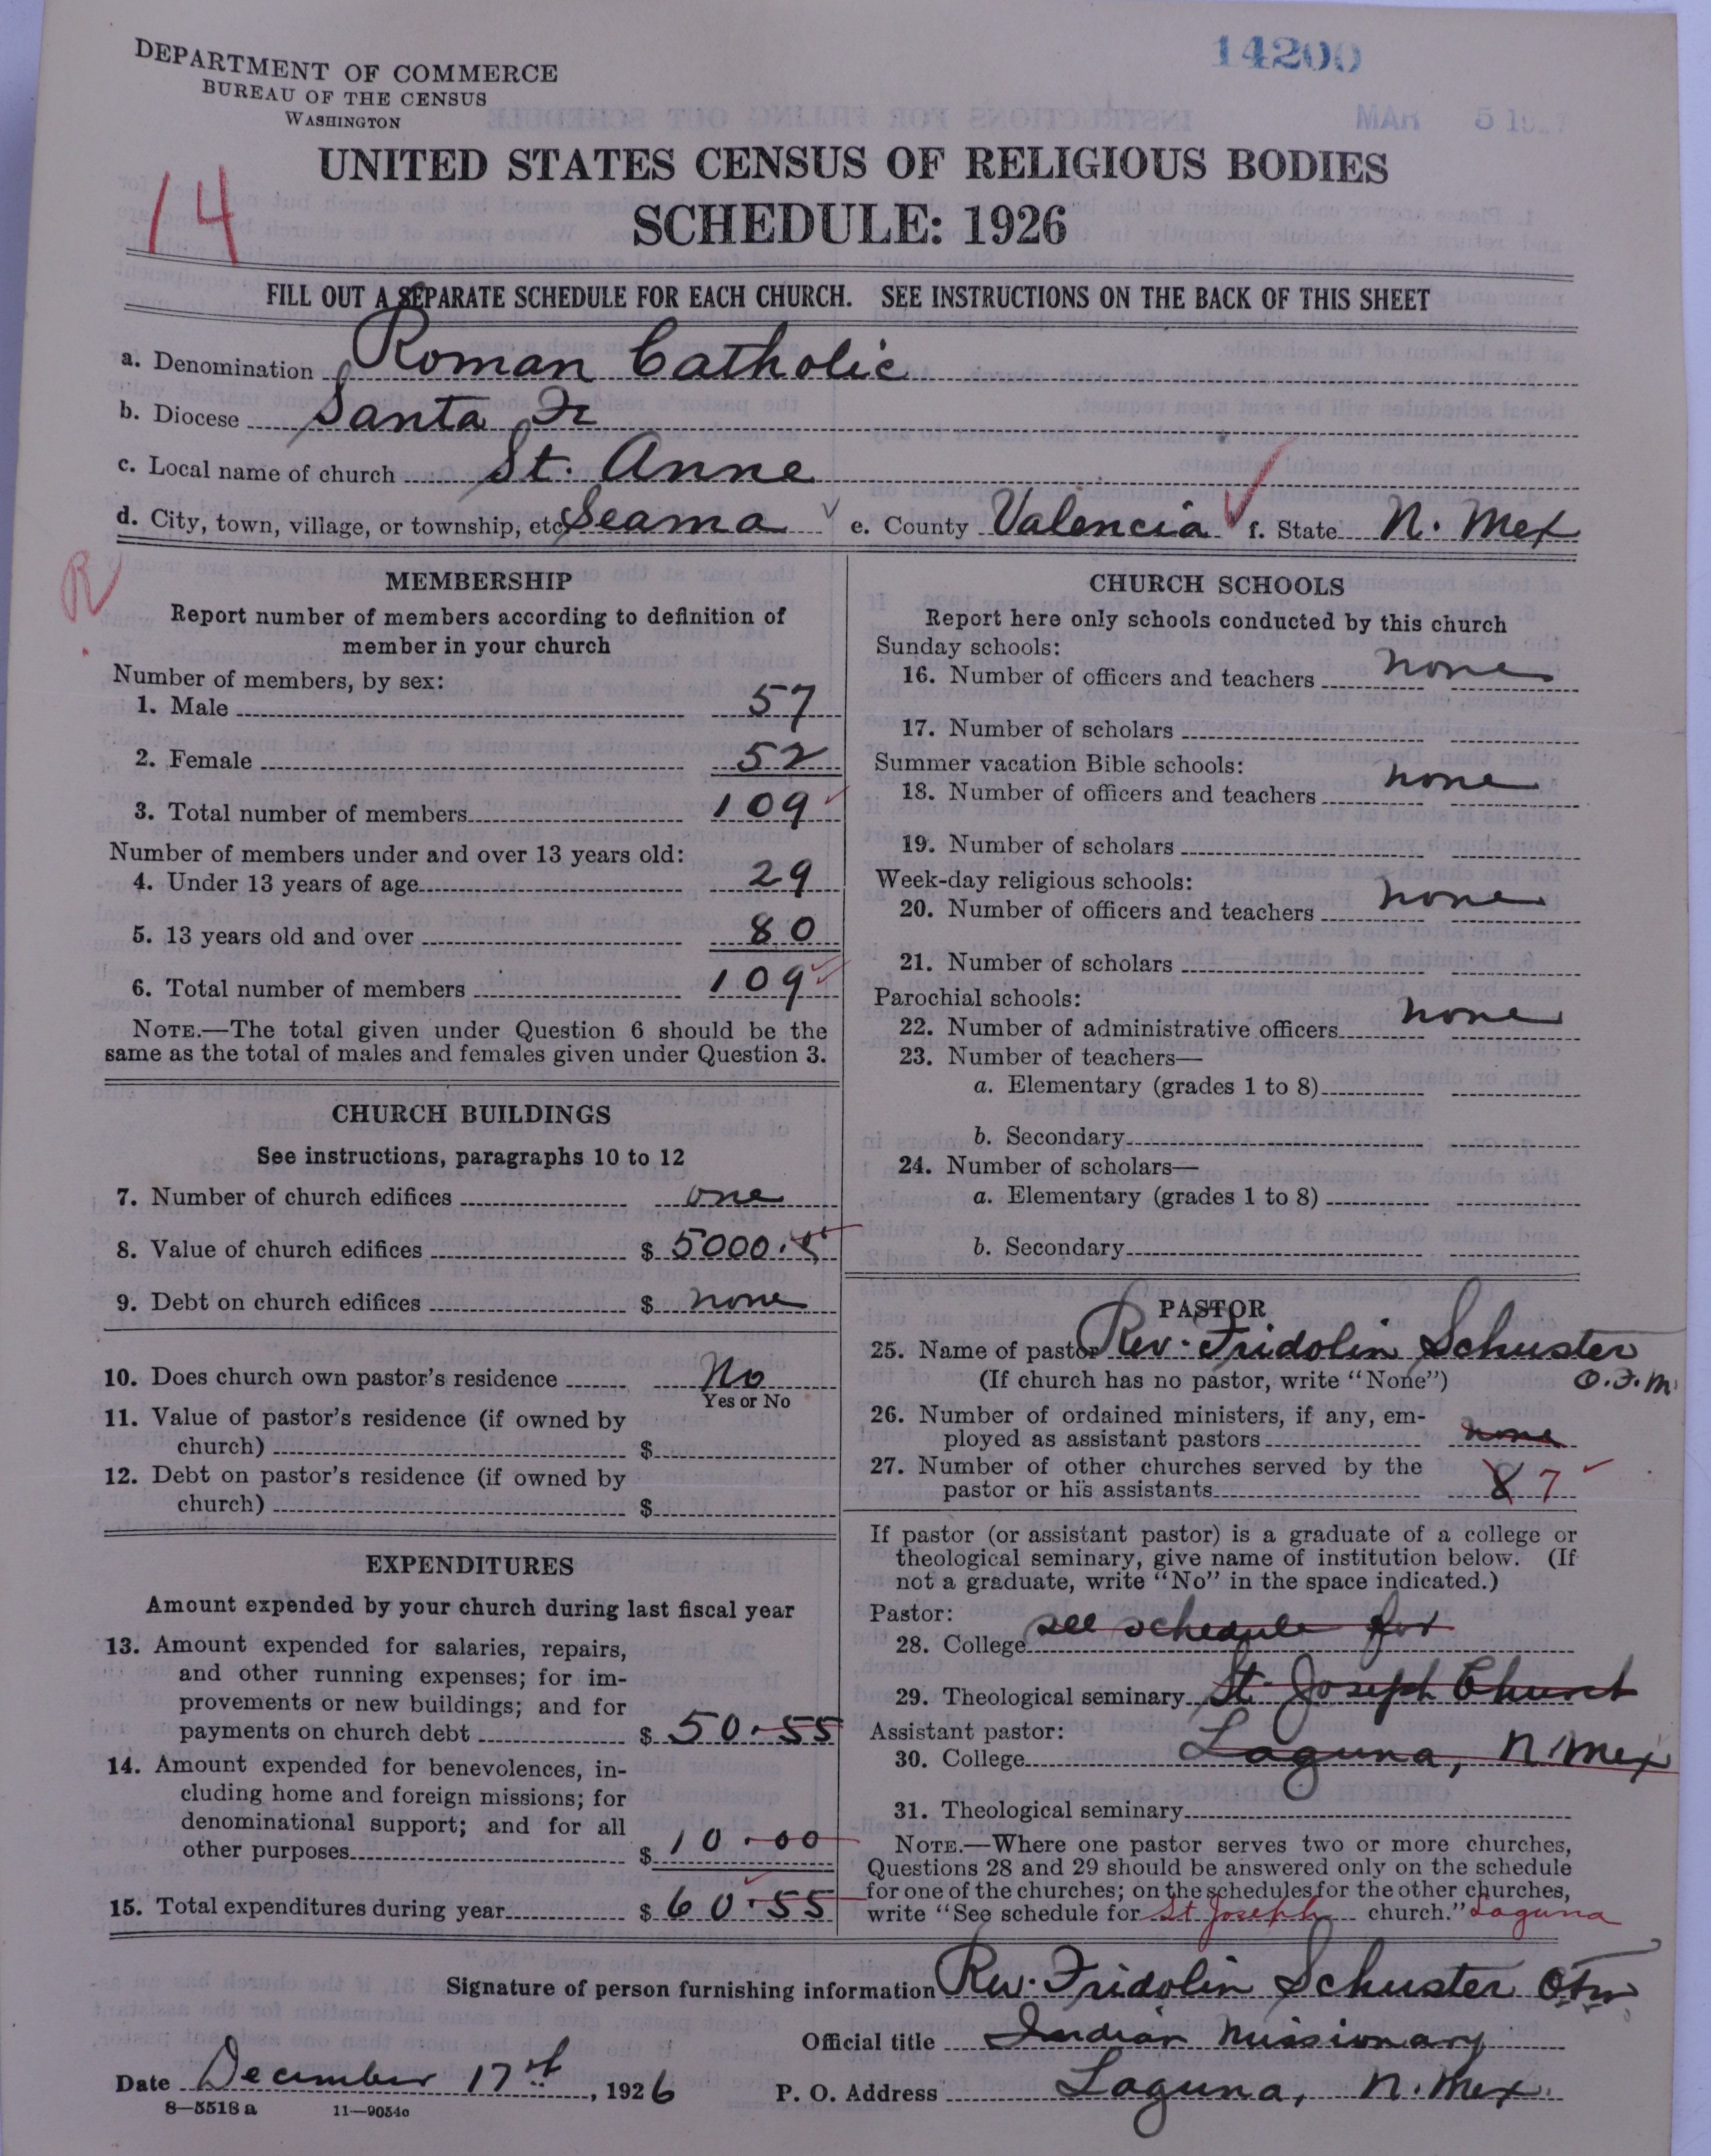 14200
MAR 5 192
DEPARTMENT OF COMMERCE
BUREAU OF THE CENSUS
WASHINGTON
UNITED STATES CENSUS OF RELIGIOUS BODIES
SCHEDULE: 1926
14
FILL OUT A SEPARATE SCHEDULE FOR EACH CHURCH. SEE INSTRUCTIONS ON THE BACK OF THIS SHEET
a. Denomination Roman Catholic
b. Diocese Santa Fe
c. Local name of church St. Anne
d. City, town, village, or township, etc. Seama e. County Valencia f. State N. Mex
R
MEMBERSHIP
Report number of members according to definition of
member in your church
Number of members, by sex:
1. Male 57
2. Female 52
3. Total number of members 109
Number of members under and over 13 years old:
4. Under 13 years of age 29
5. 13 years old and over 80
6. Total number of members 109
NOTE.—The total given under Question 6 should be the
same as the total of males and females given under Question 3.
CHURCH BUILDINGS
See instructions, paragraphs 10 to 12
7. Number of church edifices one
8. Value of church edifices $ 5000.
9. Debt on church edifices $ none
10. Does church own pastor's residence No
Yes or No
11. Value of pastor's residence (if owned by
church) $
12. Debt on pastor's residence (if owned by
church) $
EXPENDITURES
Amount expended by your church during last fiscal year
13. Amount expended for salaries, repairs,
and other running expenses; for im-
provements or new buildings; and for
payments on church debt $ 50.55
14. Amount expended for benevolences, in-
cluding home and foreign missions; for
denominational support; and for all
other purposes $ 10.00
15. Total expenditures during year $ 60.55
CHURCH SCHOOLS
Report here only schools conducted by this church
Sunday schools:
16. Number of officers and teachers none
17. Number of scholars
Summer vacation Bible schools:
18. Number of officers and teachers none
19. Number of scholars
Week-day religious schools:
20. Number of officers and teachers none
21. Number of scholars
Parochial schools:
22. Number of administrative officers none
23. Number of teachers—
a. Elementary (grades 1 to 8)
b. Secondary
24. Number of scholars—
a. Elementary (grades 1 to 8)
b. Secondary
PASTOR
25. Name of pastor Rev. Fridolin Schuster
(If church has no pastor, write "None") O.F.M.
26. Number of ordained ministers, if any, em-
ployed as assistant pastors none
27. Number of other churches served by the
pastor or his assistants 8 7
If pastor (or assistant pastor) is a graduate of a college or
theological seminary, give name of institution below. (If
not a graduate, write "No" in the space indicated.)
Pastor:
28. College see schedule for
29. Theological seminary St. Joseph Church
Assistant pastor:
30. College Laguna, N. Mex
31. Theological seminary
NOTE.—Where one pastor serves two or more churches,
Questions 28 and 29 should be answered only on the schedule
for one of the churches; on the schedules for the other churches,
write "See schedule for St Joseph church." Laguna
Signature of person furnishing information Rev. Fridolin Schuster OFM
Official title Indian Missionary
Date December 17th, 1926 P. O. Address Laguna, N. Mex.
8—5518a 11—9054c